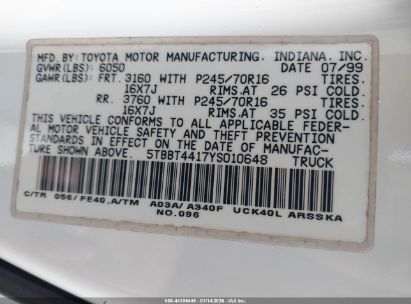 MFD. BY: TOYOTA MOTOR MANUFACTURING, INDIANA, INC.
GVWR(LBS): 6050 DATE 07/99
GAWR(LBS): FRT. 3160 WITH P245/70R16 TIRES,
16X7J RIMS,AT 26 PSI COLD.
RR. 3760 WITH P245/70R16 TIRES,
16X7J RIMS,AT 35 PSI COLD.
THIS VEHICLE CONFORMS TO ALL APPLICABLE FEDER-
AL MOTOR VEHICLE SAFETY AND BUMPER
STANDARDS IN EFFECT ON THE DATE OF MANUFAC-
TURE SHOWN ABOVE. 5TBBT4417YS010648 TRUCK
C/TR 056/FE40,A/TM A03A/A340F UCK40L ARSSKA
NO.096